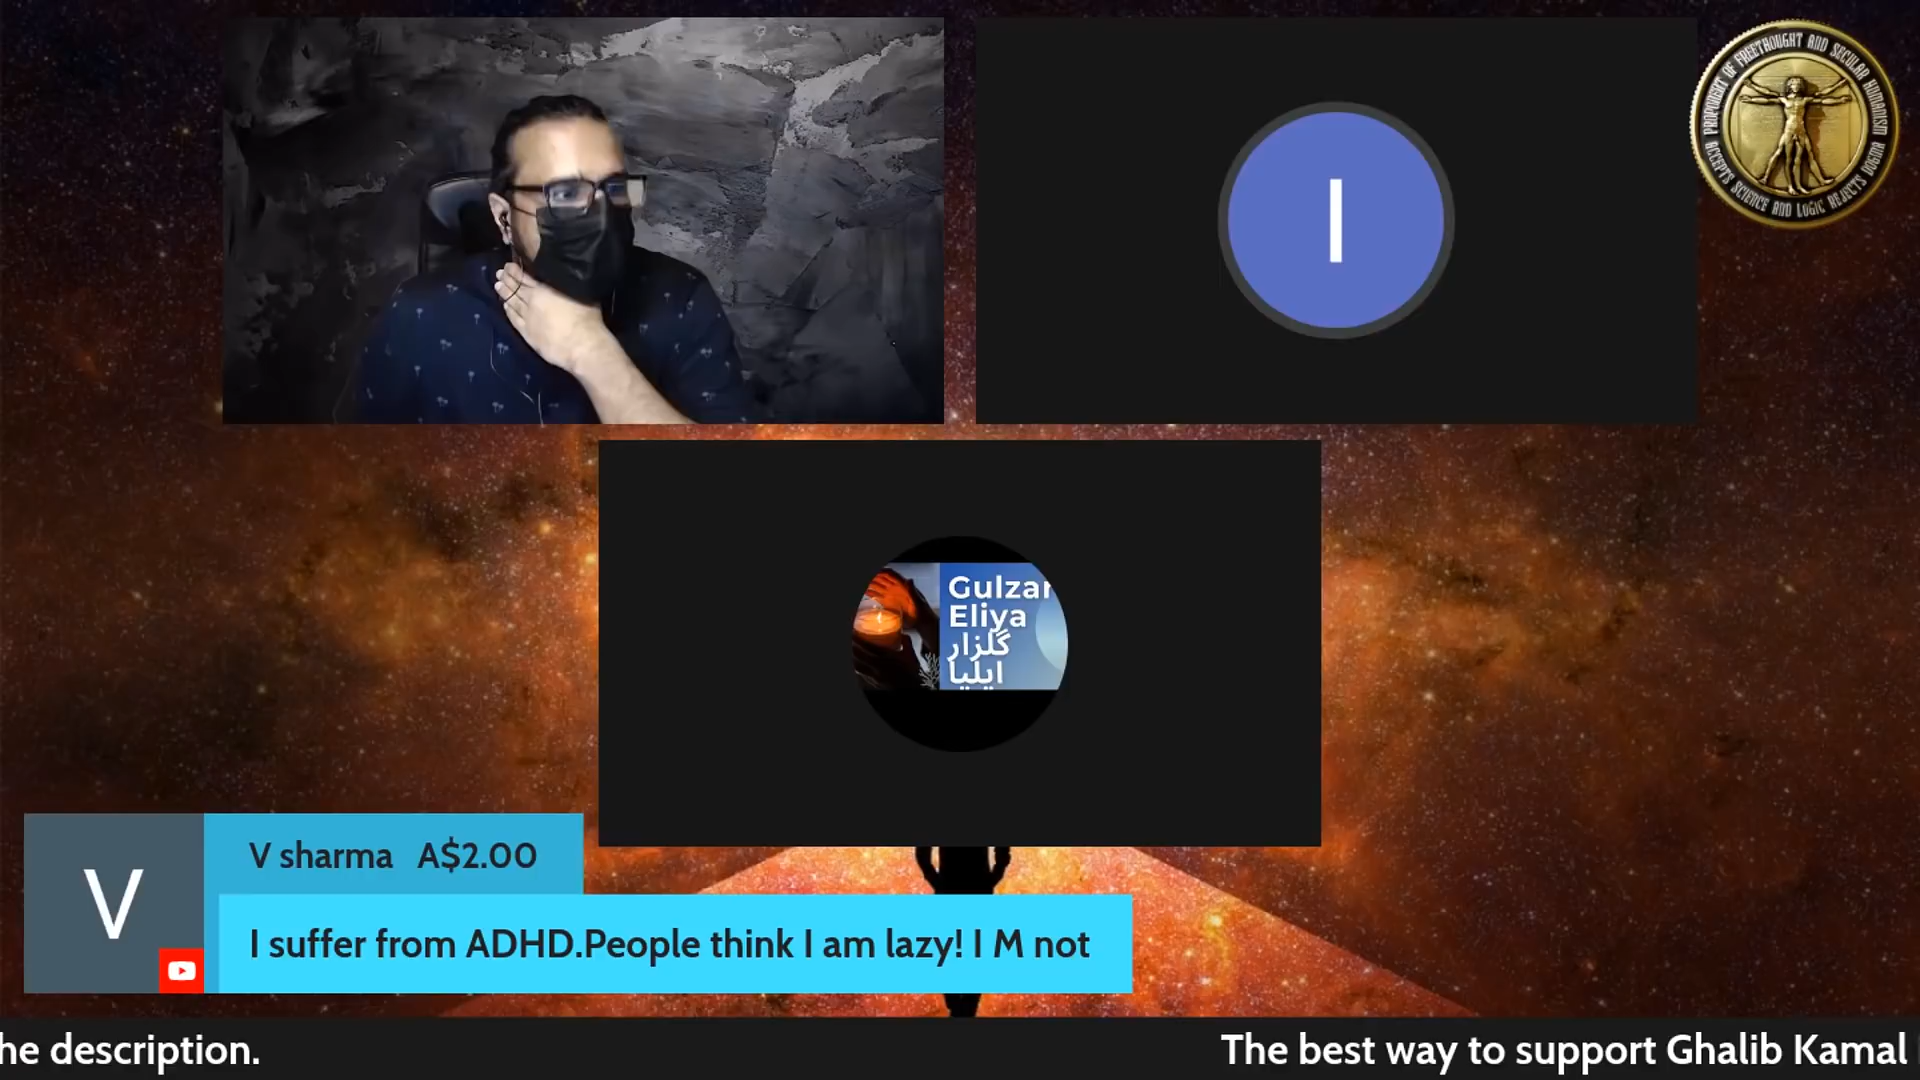 PROPONENT OF FREETHOUGHT AND SECULAR HUMANISM
ACCEPTS SCIENCE AND LOGIC REJECTS DOGMA
I
Gulzar
Eliya
گلزار
ایلیا
V sharma A$2.00
V
I suffer from ADHD.People think I am lazy! I M not
he description.
The best way to support Ghalib Kamal